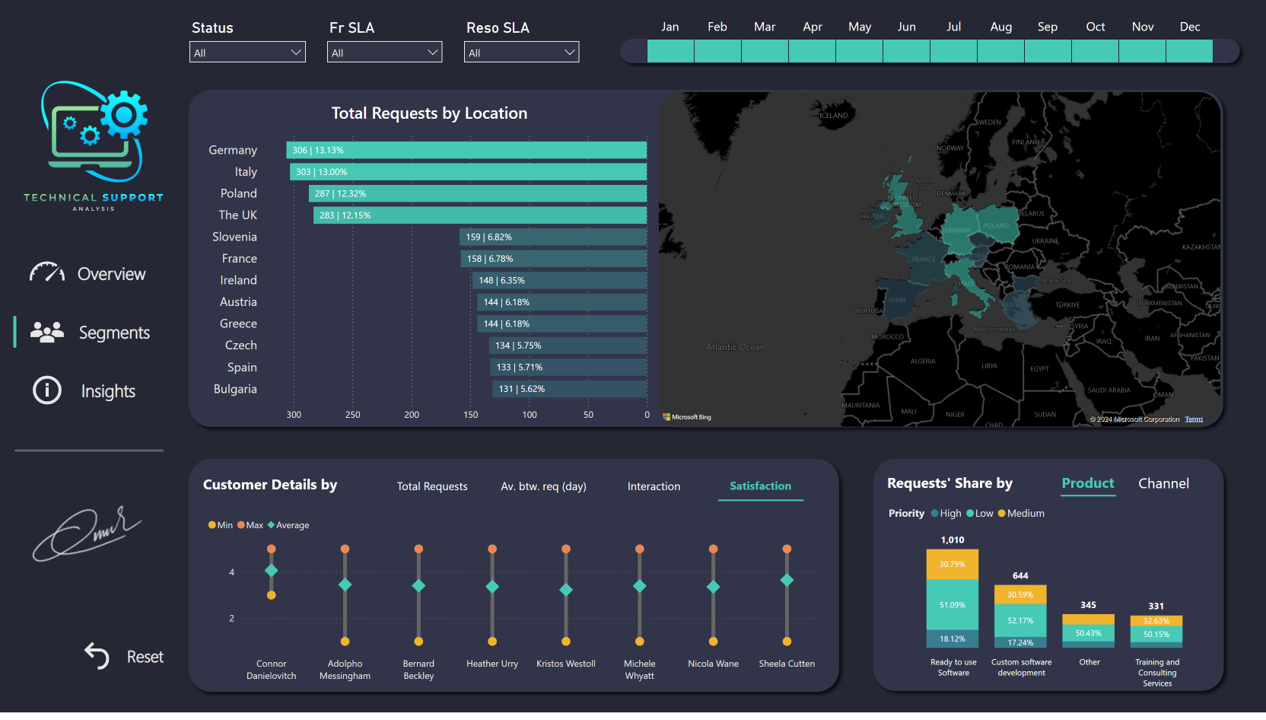 Status Fr SLA Reso SLA
All All All
Jan Feb Mar Apr May Jun Jul Aug Sep Oct Nov Dec
TECHNICAL SUPPORT
ANALYSIS
Overview
Segments
Insights
Reset
Total Requests by Location
Germany 306 | 13.13%
Italy 303 | 13.00%
Poland 287 | 12.32%
The UK 283 | 12.15%
Slovenia 159 | 6.82%
France 158 | 6.78%
Ireland 148 | 6.35%
Austria 144 | 6.18%
Greece 144 | 6.18%
Czech 134 | 5.75%
Spain 133 | 5.71%
Bulgaria 131 | 5.62%
300 250 200 150 100 50 0
ICELAND
SWEDEN
FINLAND
NORWAY
UNITED
KINGDOM
DENMARK
IRELAND
BELARUS
GERMANY
POLAND
UKRAINE
KAZAKHSTAN
FRANCE
ROMANIA
SPAIN
PORTUGAL
TÜRKIYE
UZBEKISTAN
TURKMENISTAN
Mediterranean
SYRIA
Atlantic Ocean
MOROCCO
IRAQ
IRAN
AFGHANISTAN
PAKISTAN
ALGERIA
LIBYA
EGYPT
SAUDI ARABIA
OMAN
MAURITANIA
MALI
NIGER
CHAD
SUDAN
Microsoft Bing
© 2024 Microsoft Corporation Terms
Customer Details by Total Requests Av. btw. req (day) Interaction Satisfaction
Min Max Average
4
2
Connor
Danielovitch
Adolpho
Messingham
Bernard
Beckley
Heather Urry
Kristos Westoll
Michele
Whyatt
Nicola Wane
Sheela Cutten
Requests' Share by Product Channel
Priority High Low Medium
1,010
30.79%
51.09%
18.12%
Ready to use
Software
644
30.59%
52.17%
17.24%
Custom software
development
345
50.43%
Other
331
32.63%
50.15%
Training and
Consulting
Services